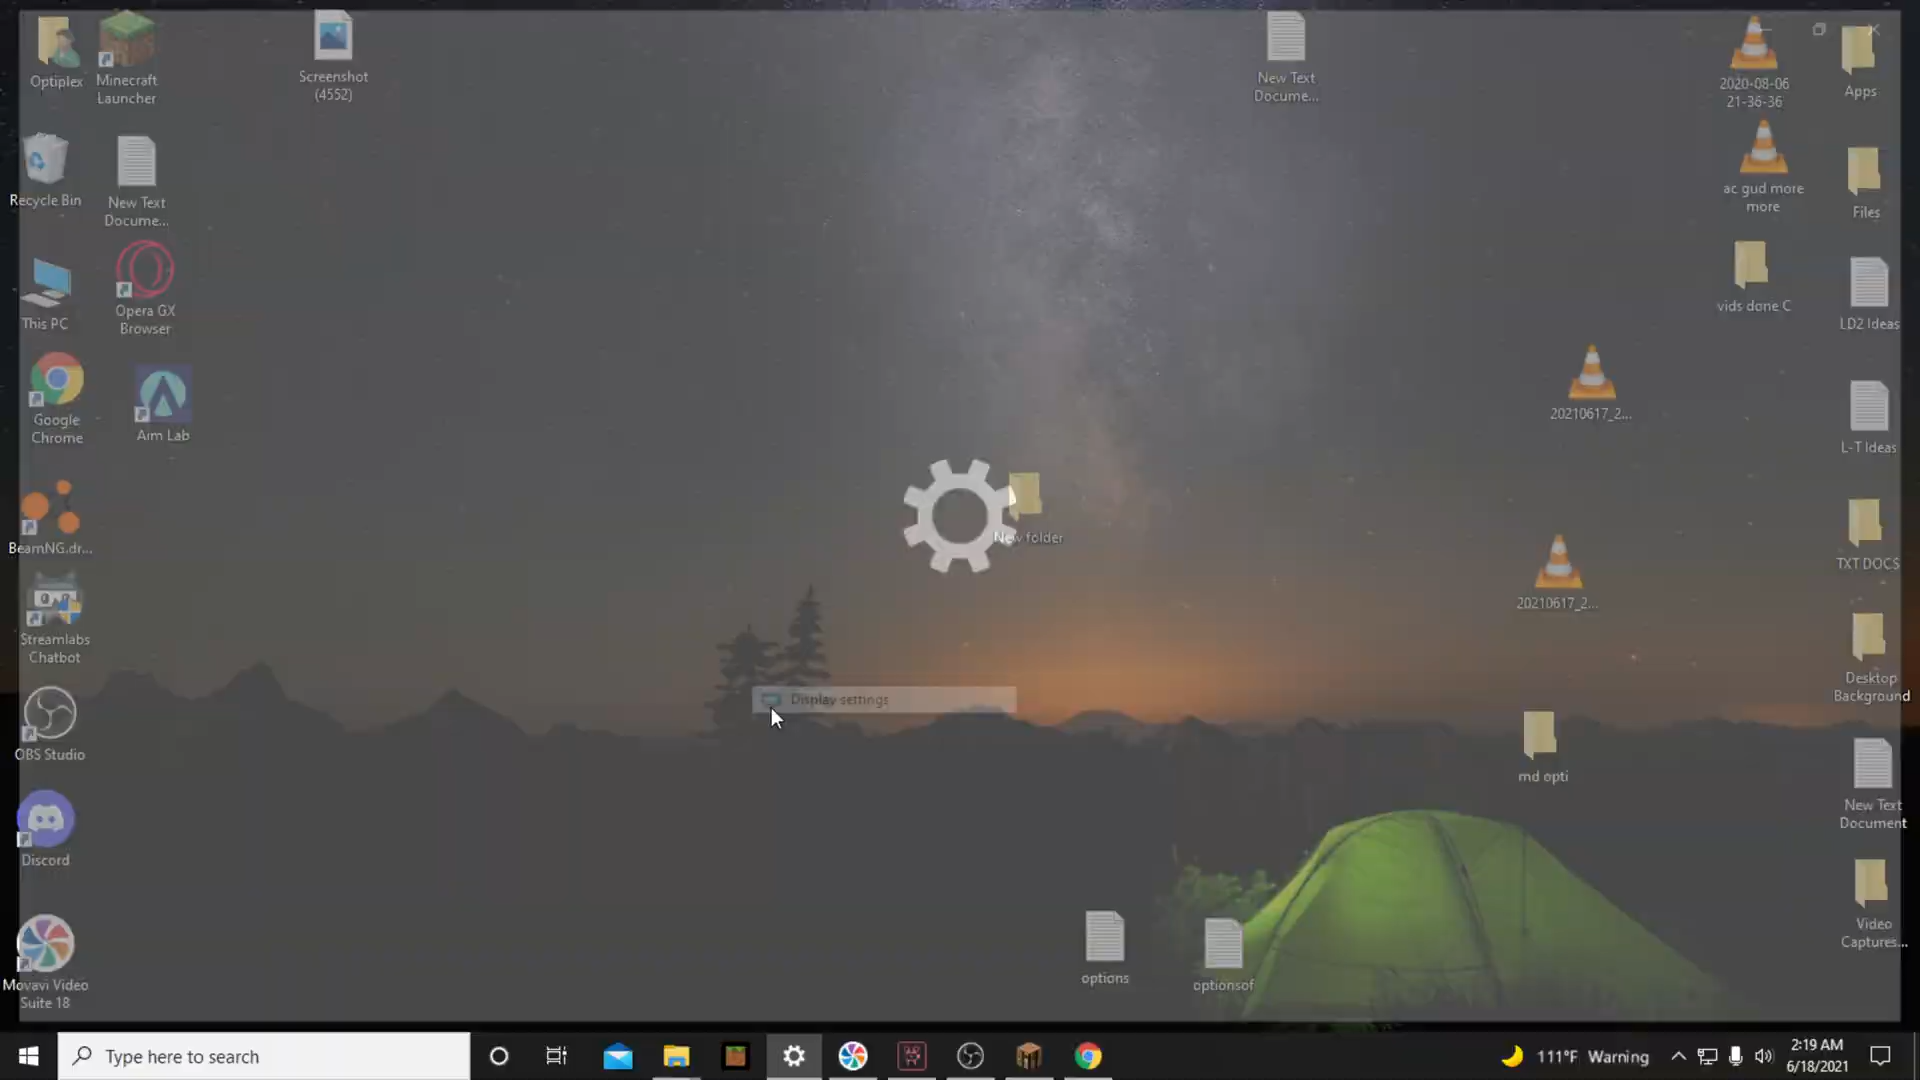 Optiplex
Minecraft
Launcher
Screenshot
(4552)
New Text
Docume...
2020-08-06
21-36-36
Apps
Recycle Bin
New Text
Docume...
ac gud more
more
Files
This PC
Opera GX
Browser
vids done C
LD2 Ideas
Google
Chrome
Aim Lab
20210617_2...
L-T Ideas
BeamNG.dr...
New folder
20210617_2...
TXT DOCS
Streamlabs
Chatbot
Display settings
Desktop
Background
OBS Studio
md opti
New Text
Document
Discord
options
optionsof
Video
Captures...
Movavi Video
Suite 18
Type here to search
111°F Warning
2:19 AM
6/18/2021